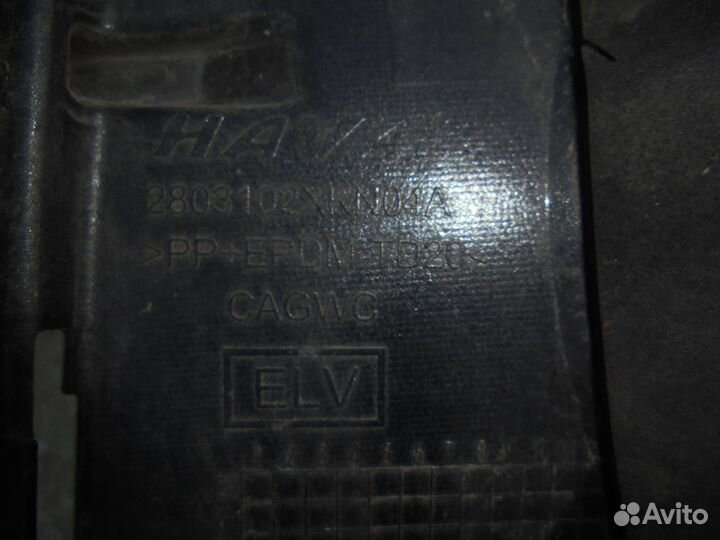 HAVAL
2803102XKN04A
>PP+EPDM-TD20<
CAGWC
ELV
Avito